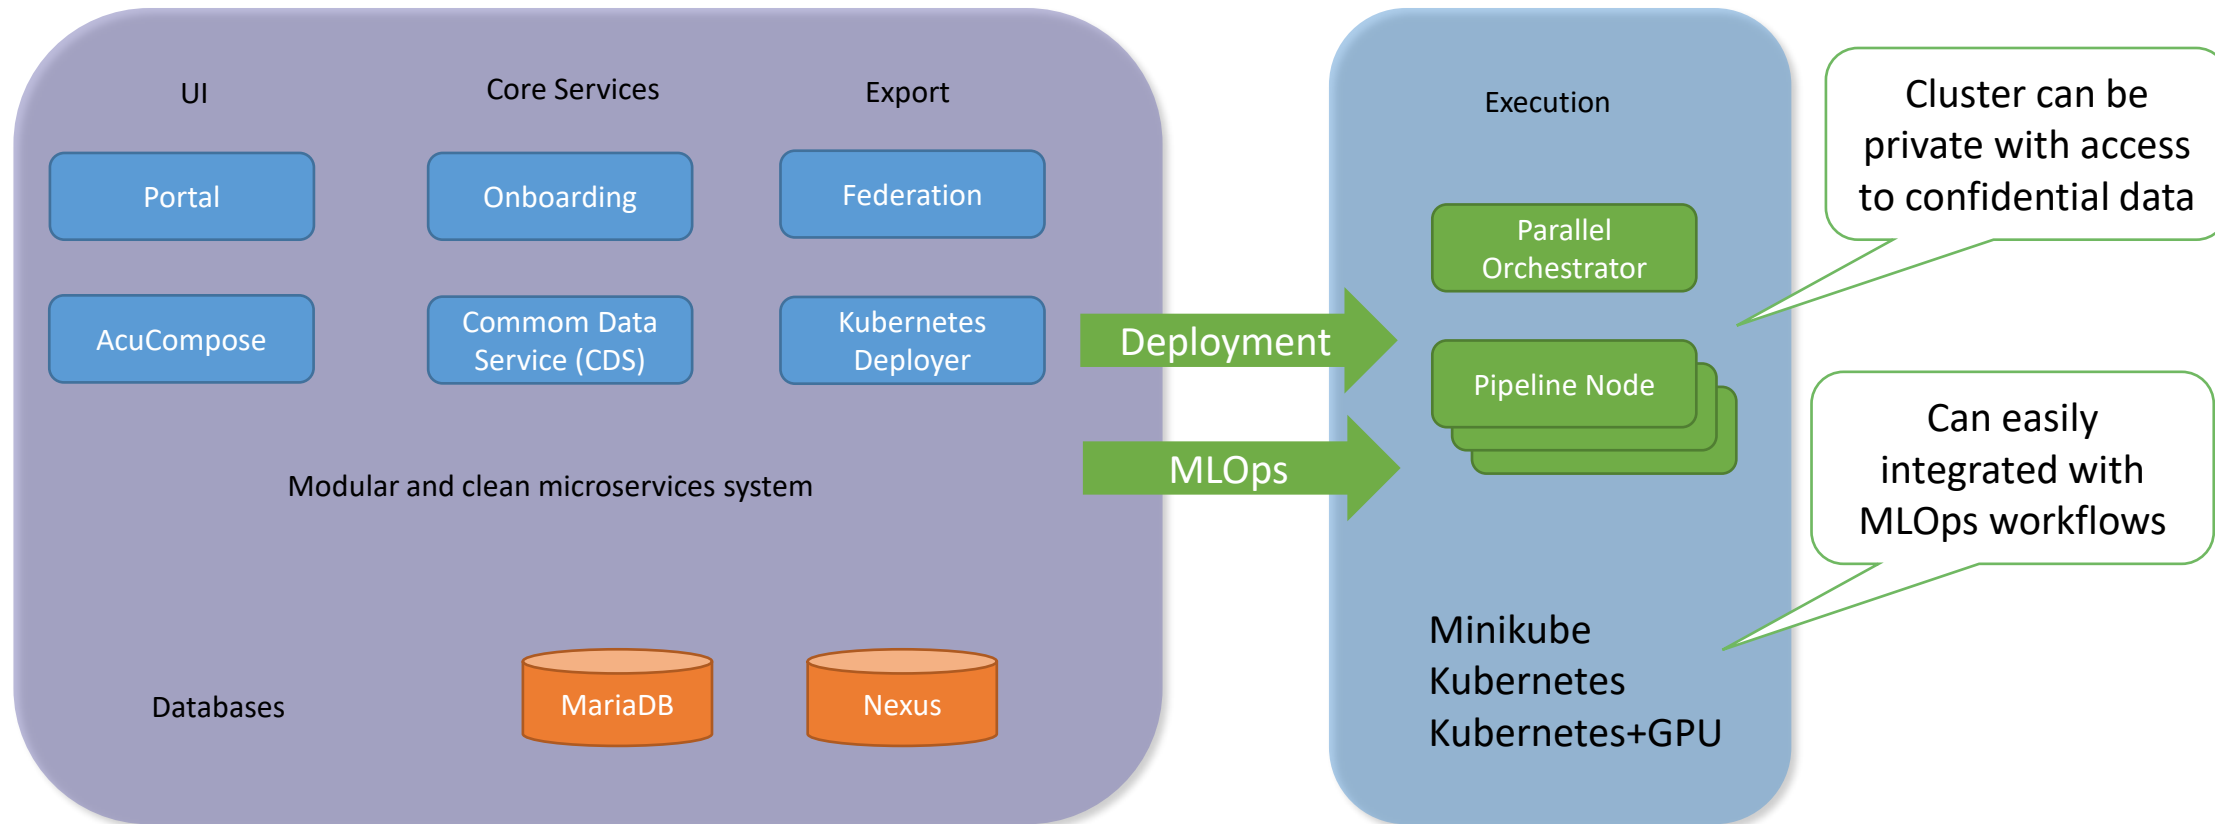 UI
Core Services
Export
Portal
Onboarding
Federation
AcuCompose
Commom Data
Service (CDS)
Kubernetes
Deployer
Modular and clean microservices system
Databases
MariaDB
Nexus
Deployment
MLOps
Execution
Parallel
Orchestrator
Pipeline Node
Minikube
Kubernetes
Kubernetes+GPU
Cluster can be
private with access
to confidential data
Can easily
integrated with
MLOps workflows